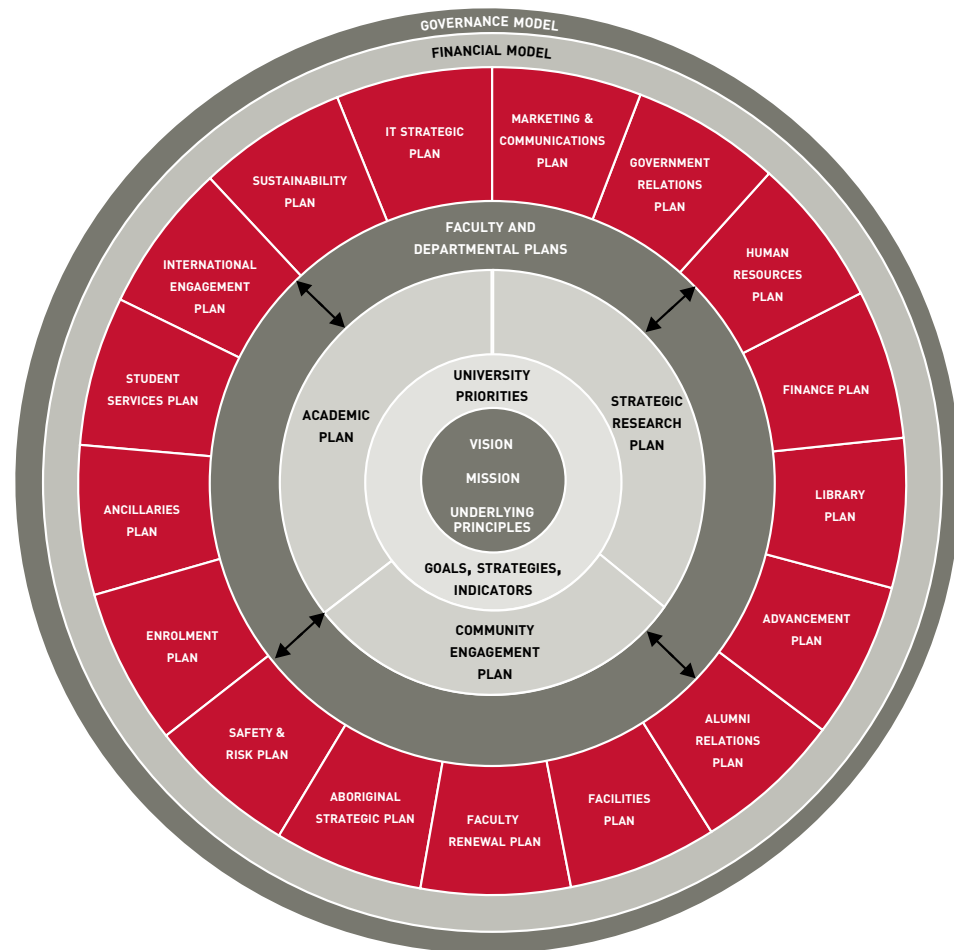 GOVERNANCE MODEL
FINANCIAL MODEL
IT STRATEGIC
PLAN
MARKETING &
COMMUNICATIONS
PLAN
GOVERNMENT
RELATIONS
PLAN
HUMAN
RESOURCES
PLAN
FINANCE PLAN
LIBRARY
PLAN
ADVANCEMENT
PLAN
ALUMNI
RELATIONS
PLAN
FACILITIES
PLAN
FACULTY
RENEWAL PLAN
ABORIGINAL
STRATEGIC PLAN
SAFETY &
RISK PLAN
ENROLMENT
PLAN
ANCILLARIES
PLAN
STUDENT
SERVICES PLAN
INTERNATIONAL
ENGAGEMENT
PLAN
SUSTAINABILITY
PLAN
FACULTY AND
DEPARTMENTAL PLANS
ACADEMIC
PLAN
STRATEGIC
RESEARCH
PLAN
COMMUNITY
ENGAGEMENT
PLAN
UNIVERSITY
PRIORITIES
VISION
MISSION
UNDERLYING
PRINCIPLES
GOALS, STRATEGIES,
INDICATORS